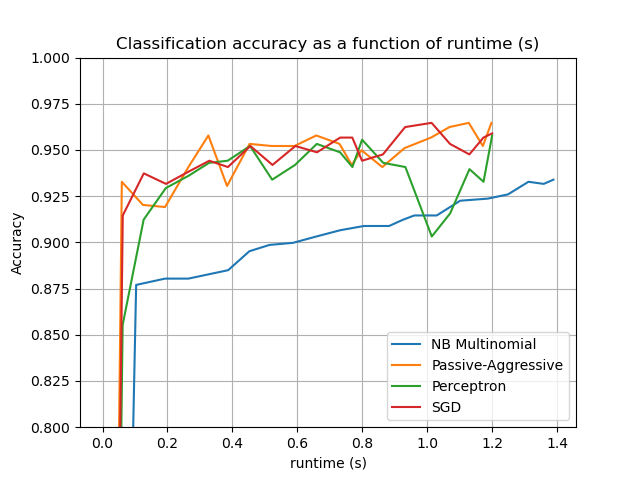 Classification accuracy as a function of runtime (s)
1.000
0.975
0.950
0.925
0.900
0.875
0.850
0.825
0.800
Accuracy
NB Multinomial
Passive-Aggressive
Perceptron
SGD
0.0 0.2 0.4 0.6 0.8 1.0 1.2 1.4
runtime (s)